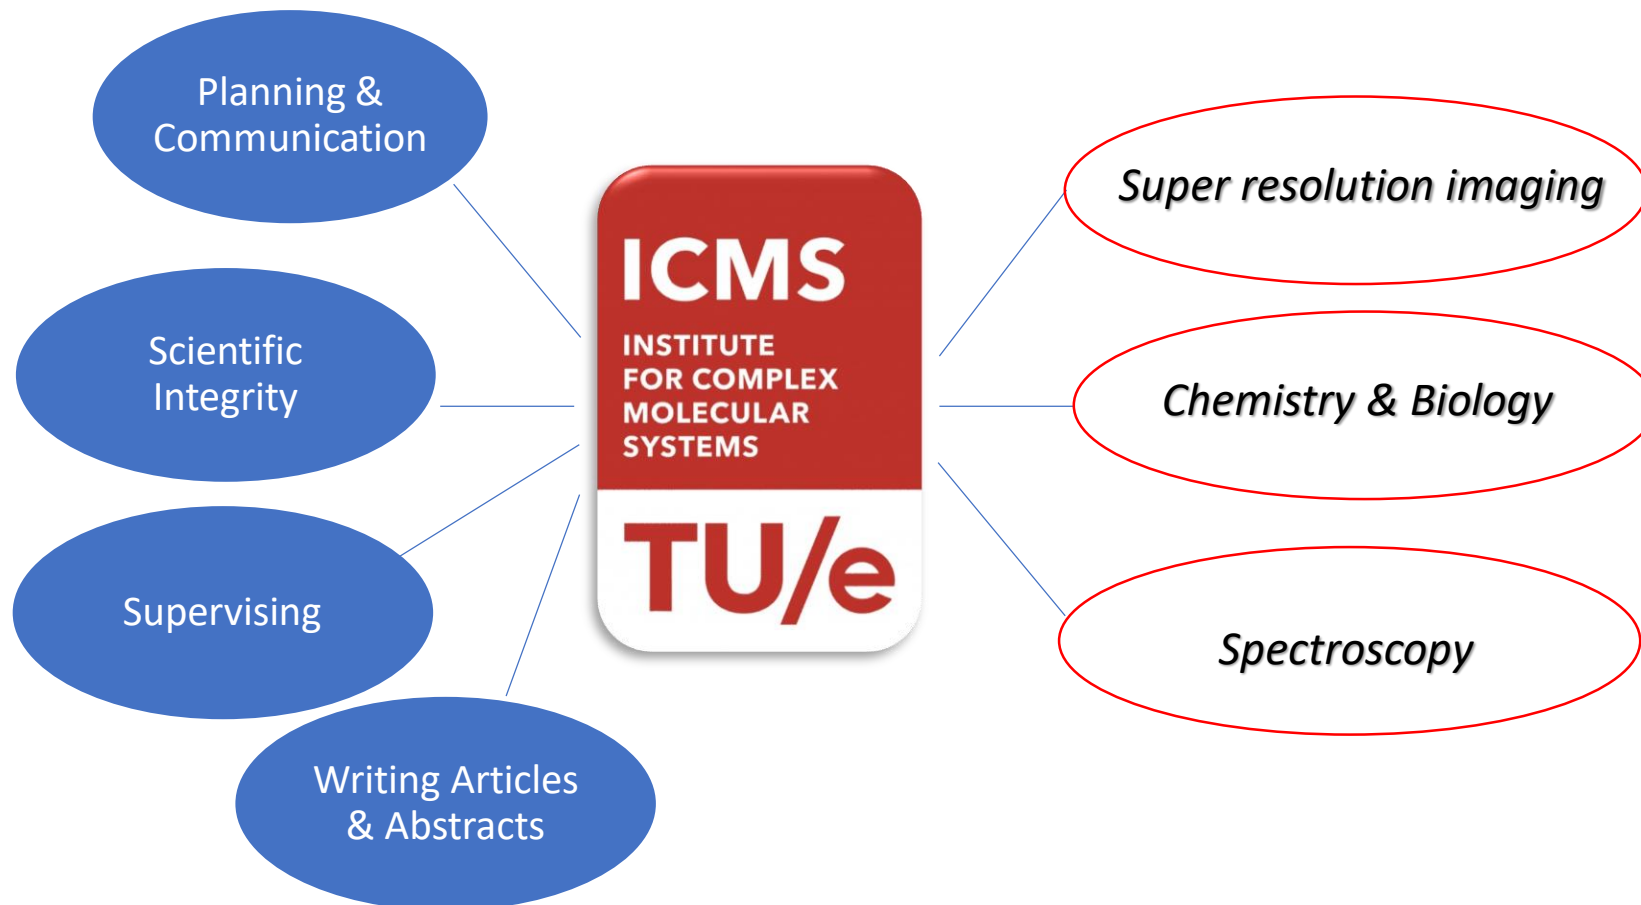 Planning &
Communication
Scientific
Integrity
Supervising
Writing Articles
& Abstracts
ICMS
INSTITUTE
FOR COMPLEX
MOLECULAR
SYSTEMS
TU/e
Super resolution imaging
Chemistry & Biology
Spectroscopy